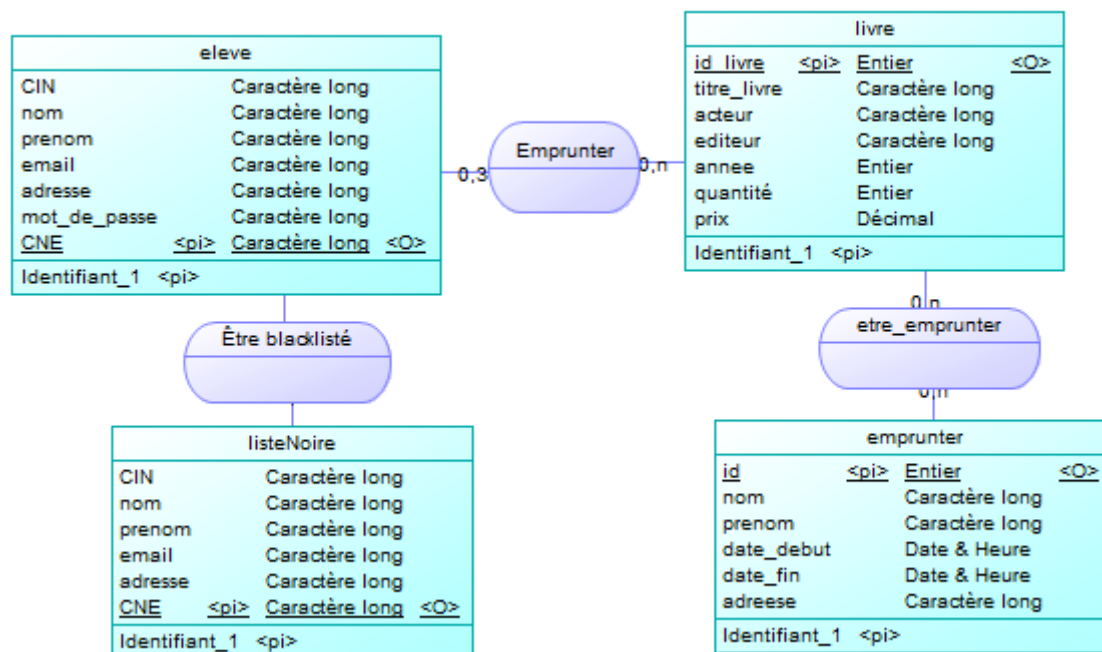 eleve
CIN Caractère long
nom Caractère long
prenom Caractère long
email Caractère long
adresse Caractère long
mot_de_passe Caractère long
CNE <pi> Caractère long <O>
Identifiant_1 <pi>
0,3
Emprunter
0,n
livre
id_livre <pi> Entier <O>
titre_livre Caractère long
acteur Caractère long
editeur Caractère long
annee Entier
quantité Entier
prix Décimal
Identifiant_1 <pi>
Être blacklisté
0,n
etre_emprunter
0,n
listeNoire
CIN Caractère long
nom Caractère long
prenom Caractère long
email Caractère long
adresse Caractère long
CNE <pi> Caractère long <O>
Identifiant_1 <pi>
emprunter
id <pi> Entier <O>
nom Caractère long
prenom Caractère long
date_debut Date & Heure
date_fin Date & Heure
adreese Caractère long
Identifiant_1 <pi>